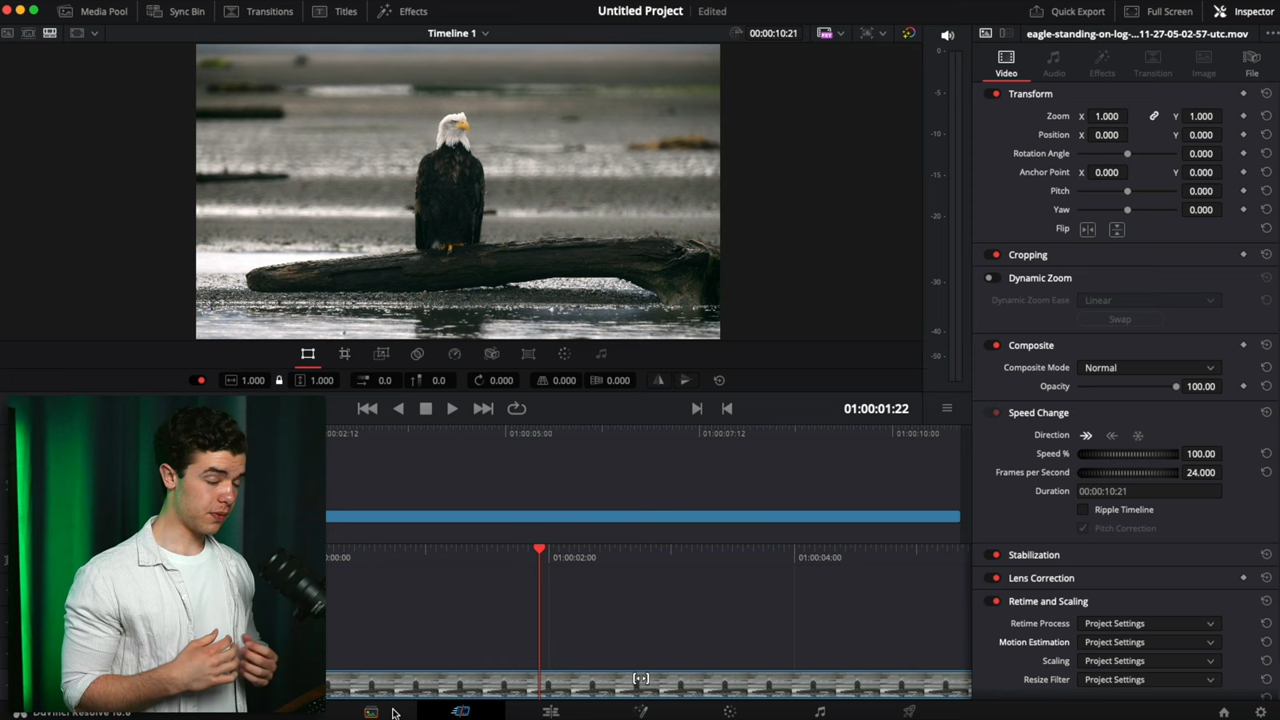 Media Pool Sync Bin Transitions Titles Effects Untitled Project Edited Quick Export Full Screen Inspector
Timeline 1 00:00:10:21 eagle-standing-on-log-...11-27-05-02-57-utc.mov
0
-5
-10
-15
-20
-30
-40
-50
Video Audio Effects Transition Image File
Transform
Zoom X 1.000 Y 1.000
Position X 0.000 Y 0.000
Rotation Angle 0.000
Anchor Point X 0.000 Y 0.000
Pitch 0.000
Yaw 0.000
Flip
Cropping
Dynamic Zoom
Dynamic Zoom Ease Linear
Swap
Composite
Composite Mode Normal
Opacity 100.00
Speed Change
Direction
Speed % 100.00
Frames per Second 24.000
Duration 00:00:10:21
Ripple Timeline
Pitch Correction
Stabilization
Lens Correction
Retime and Scaling
Retime Process Project Settings
Motion Estimation Project Settings
Scaling Project Settings
Resize Filter Project Settings
1.000 1.000 0.0 0.0 0.000 0.000 0.000
01:00:01:22
:00:02:12 01:00:05:00 01:00:07:12 01:00:10:00
:00:00 01:00:02:00 01:00:04:00